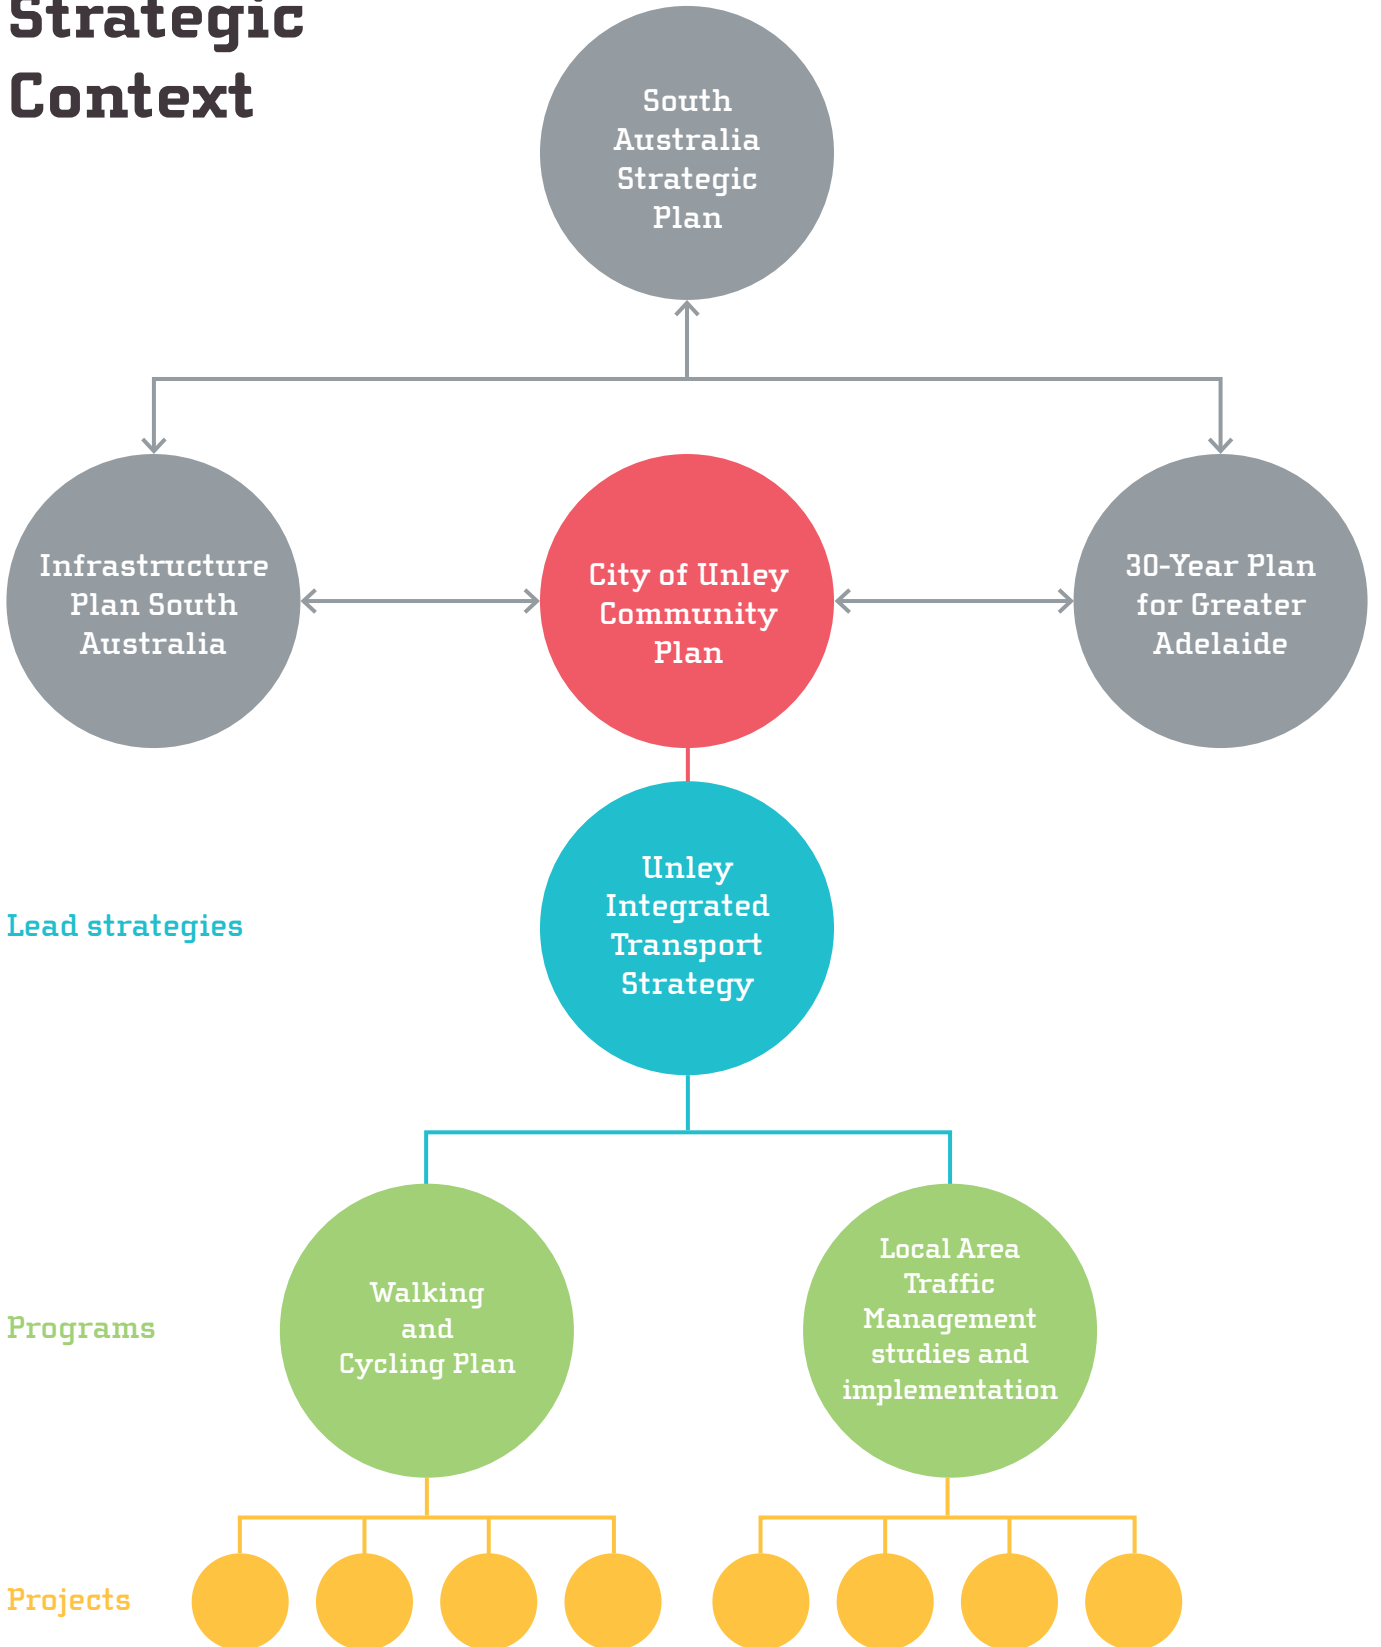 Strategic
Context
South
Australia
Strategic
Plan
Infrastructure
Plan South
Australia
City of Unley
Community
Plan
30-Year Plan
for Greater
Adelaide
Lead strategies
Unley
Integrated
Transport
Strategy
Programs
Walking
and
Cycling Plan
Local Area
Traffic
Management
studies and
implementation
Projects